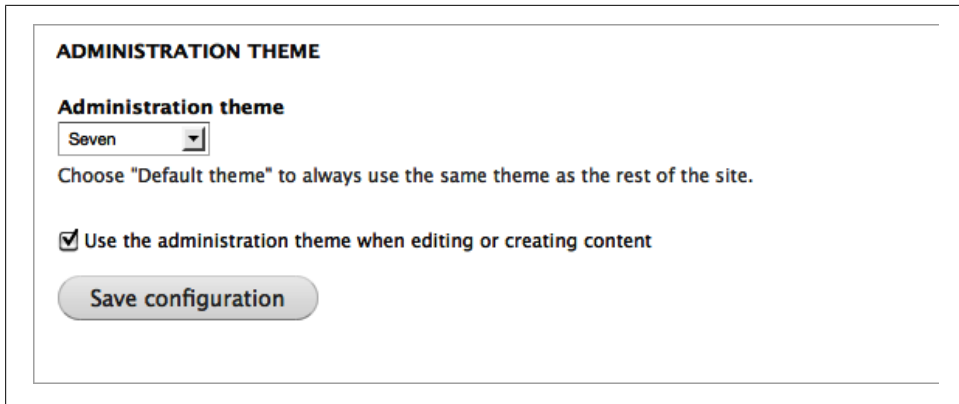 ADMINISTRATION THEME
Administration theme
Seven
Choose "Default theme" to always use the same theme as the rest of the site.
Use the administration theme when editing or creating content
Save configuration